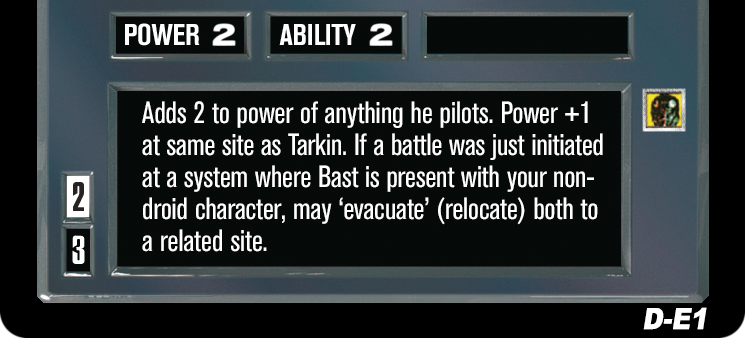 POWER 2 ABILITY 2
Adds 2 to power of anything he pilots. Power +1
at same site as Tarkin. If a battle was just initiated
at a system where Bast is present with your non-
droid character, may ‘evacuate’ (relocate) both to
a related site.
2
3
D-E1